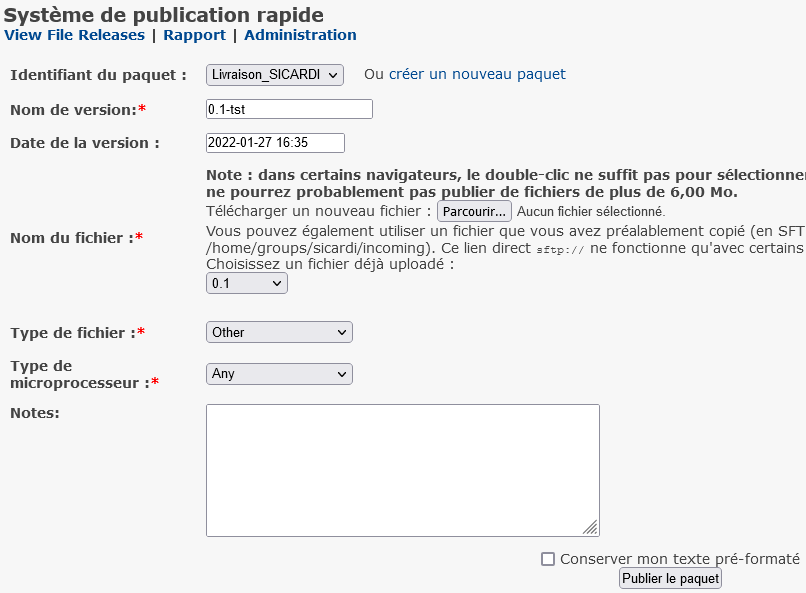 Système de publication rapide
View File Releases | Rapport | Administration
Identifiant du paquet : Livraison_SICARDI Ou créer un nouveau paquet
Nom de version:* 0.1-tst
Date de la version : 2022-01-27 16:35
Note : dans certains navigateurs, le double-clic ne suffit pas pour sélectionner
ne pourrez probablement pas publier de fichiers de plus de 6,00 Mo.
Télécharger un nouveau fichier : Parcourir... Aucun fichier sélectionné.
Nom du fichier :*
Vous pouvez également utiliser un fichier que vous avez préalablement copié (en SFT
/home/groups/sicardi/incoming). Ce lien direct sftp:// ne fonctionne qu'avec certains
Choisissez un fichier déjà uploadé :
0.1
Type de fichier :* Other
Type de
microprocesseur :* Any
Notes:
Conserver mon texte pré-formaté
Publier le paquet